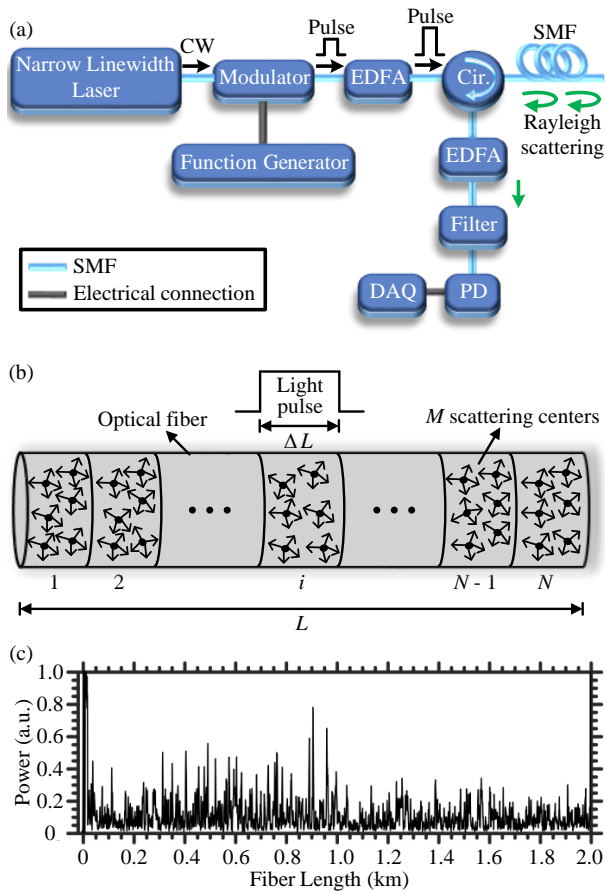 (a)
CW
Pulse
Pulse
SMF
Narrow Linewidth
Laser
Modulator
EDFA
Cir.
Rayleigh
scattering
Function Generator
EDFA
Filter
SMF
Electrical connection
DAQ
PD
(b)
Light
pulse
Optical fiber
M scattering centers
ΔL
1 2 i N - 1 N
L
(c)
1.0
0.8
0.6
0.4
0.2
0
Power (a.u.)
0 0.2 0.4 0.6 0.8 1.0 1.2 1.4 1.6 1.8 2.0
Fiber Length (km)